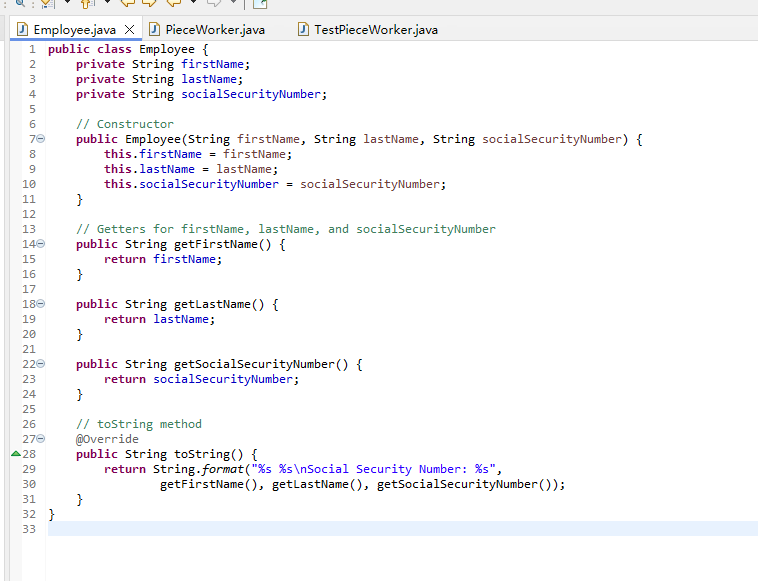 Employee.java
PieceWorker.java
TestPieceWorker.java
1 public class Employee {
2     private String firstName;
3     private String lastName;
4     private String socialSecurityNumber;
5
6     // Constructor
7     public Employee(String firstName, String lastName, String socialSecurityNumber) {
8         this.firstName = firstName;
9         this.lastName = lastName;
10         this.socialSecurityNumber = socialSecurityNumber;
11     }
12
13     // Getters for firstName, lastName, and socialSecurityNumber
14     public String getFirstName() {
15         return firstName;
16     }
17
18     public String getLastName() {
19         return lastName;
20     }
21
22     public String getSocialSecurityNumber() {
23         return socialSecurityNumber;
24     }
25
26     // toString method
27     @Override
28     public String toString() {
29         return String.format("%s %s\nSocial Security Number: %s",
30                 getFirstName(), getLastName(), getSocialSecurityNumber());
31     }
32 }
33